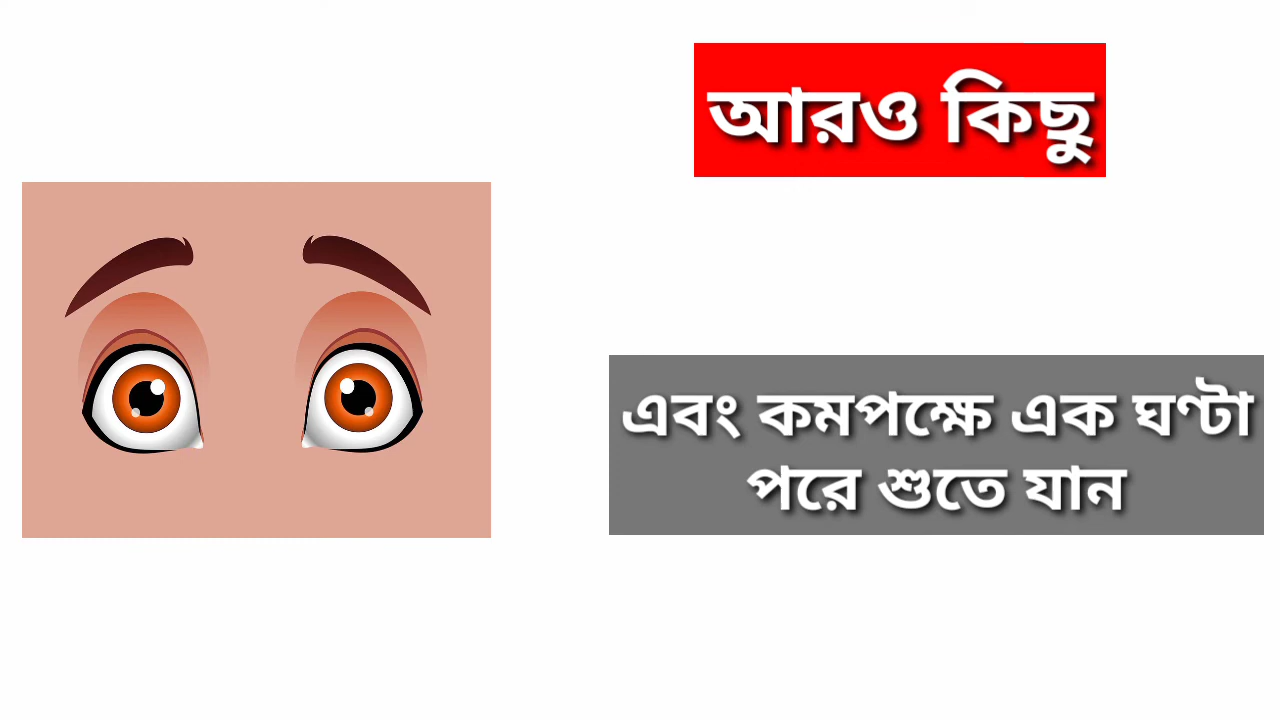 আরও কিছু
এবং কমপক্ষে এক ঘণ্টা
পরে শুতে যান